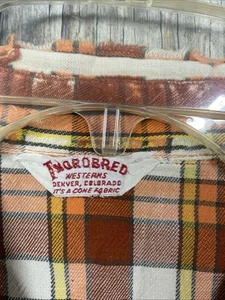 THOROBRED
WESTERNS
DENVER, COLORADO
IT'S A CONE FABRIC